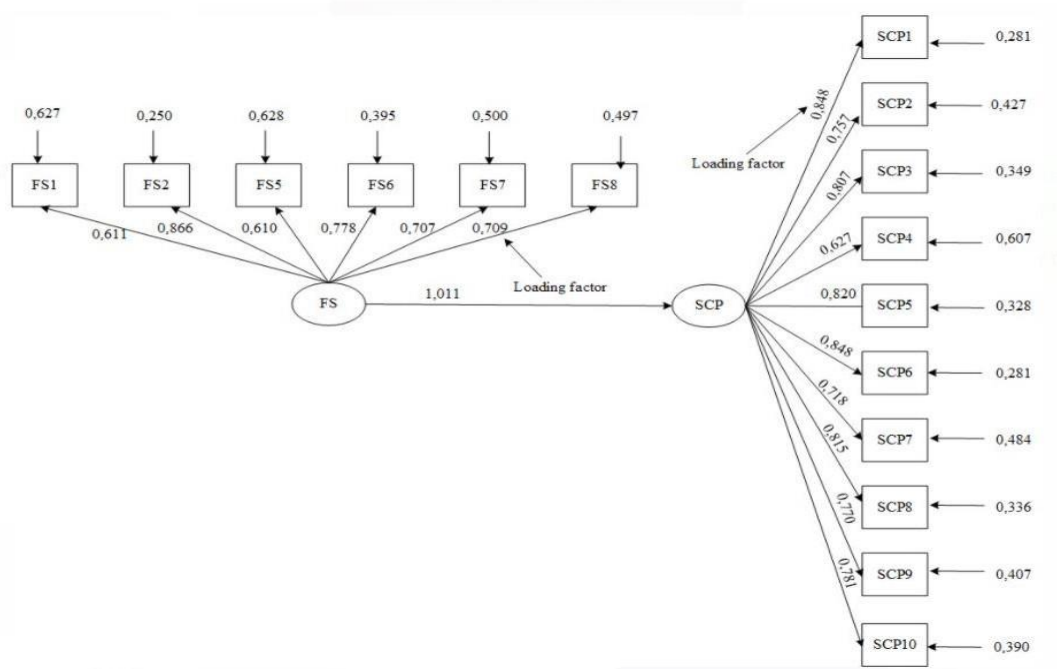 0,627
0,250
0,628
0,395
0,500
0,497
FS1
FS2
FS5
FS6
FS7
FS8
0,611
0,866
0,610
0,778
0,707
0,709
Loading factor
FS
1,011
SCP
Loading factor
0,848
SCP1
0,281
0,757
SCP2
0,427
0,807
SCP3
0,349
0,627
SCP4
0,607
0,820
SCP5
0,328
0,848
SCP6
0,281
0,718
SCP7
0,484
0,815
SCP8
0,336
0,770
SCP9
0,407
0,781
SCP10
0,390